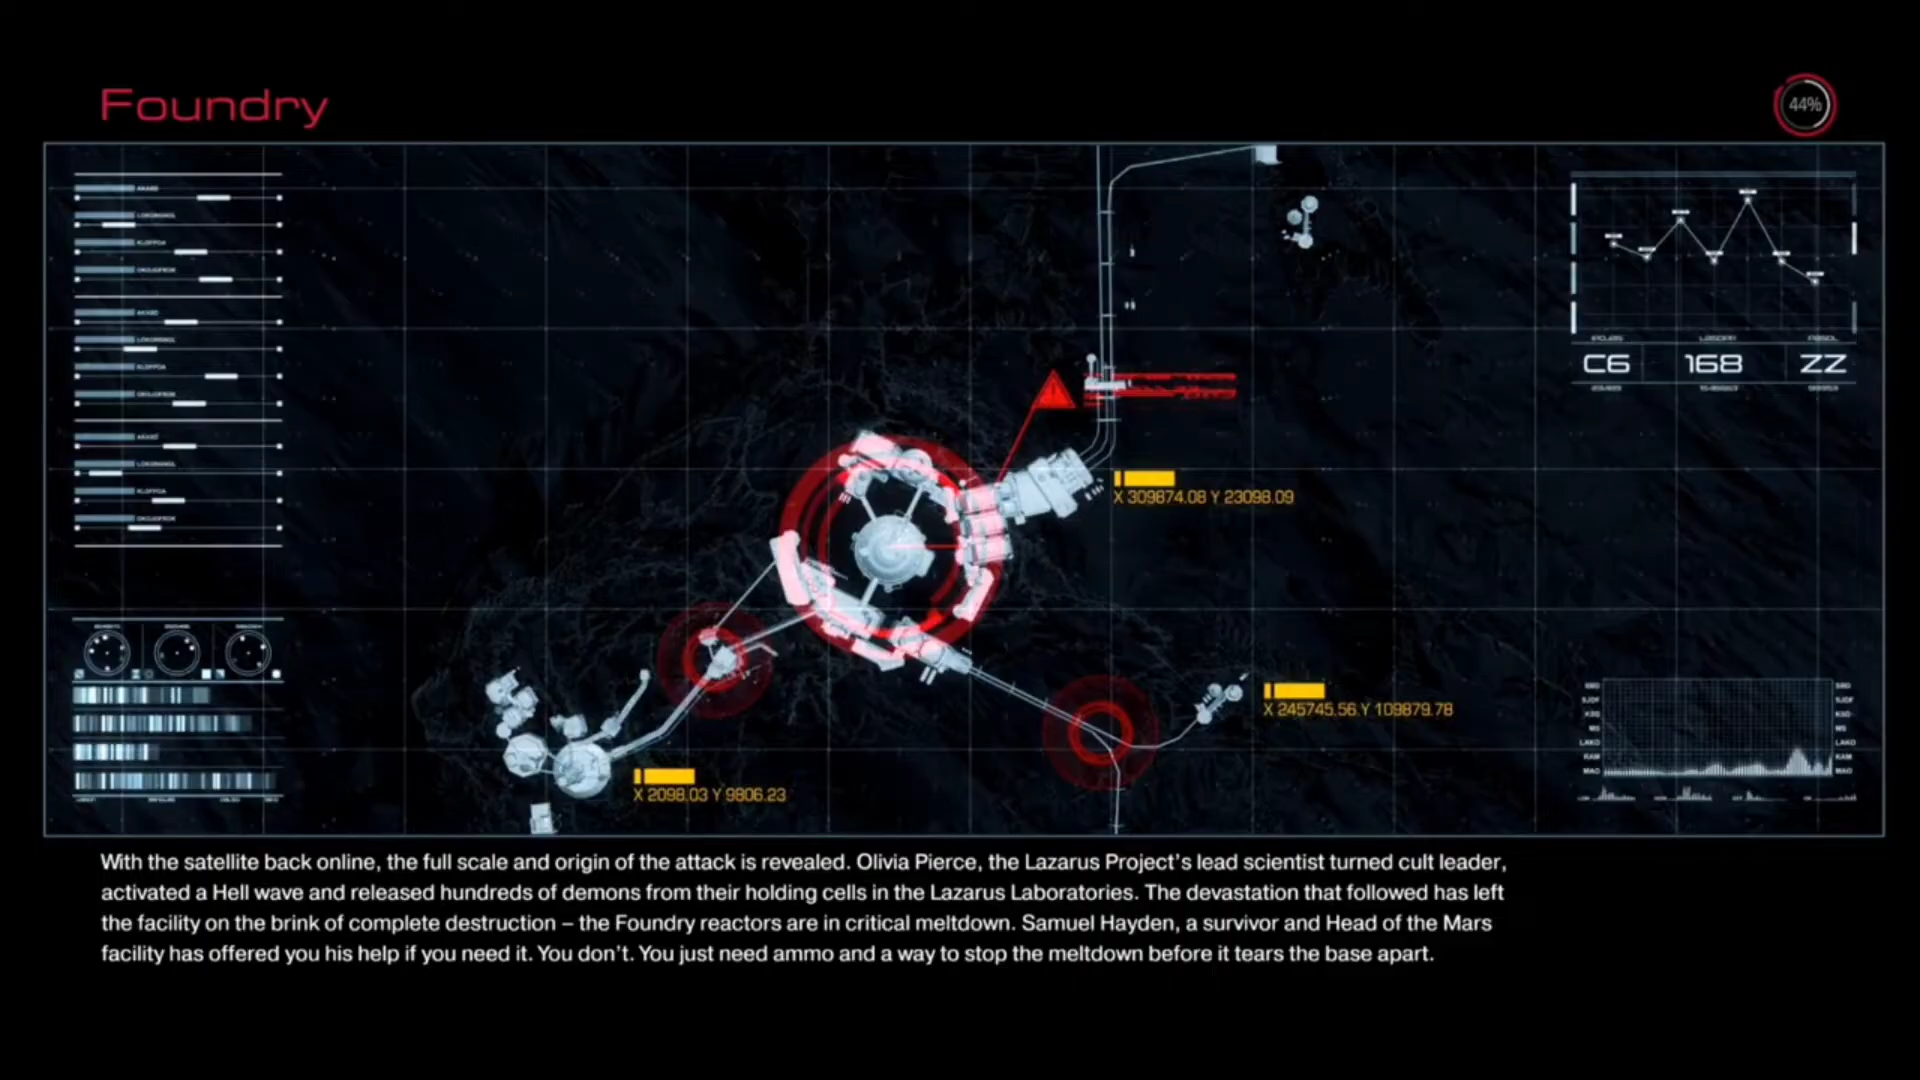 Foundry
44%
C6 168 ZZ
X 309874.08 Y 23098.09
X 245745.56 Y 109879.78
X 2098.03 Y 9806.23
With the satellite back online, the full scale and origin of the attack is revealed. Olivia Pierce, the Lazarus Project's lead scientist turned cult leader,
activated a Hell wave and released hundreds of demons from their holding cells in the Lazarus Laboratories. The devastation that followed has left
the facility on the brink of complete destruction – the Foundry reactors are in critical meltdown. Samuel Hayden, a survivor and Head of the Mars
facility has offered you his help if you need it. You don't. You just need ammo and a way to stop the meltdown before it tears the base apart.